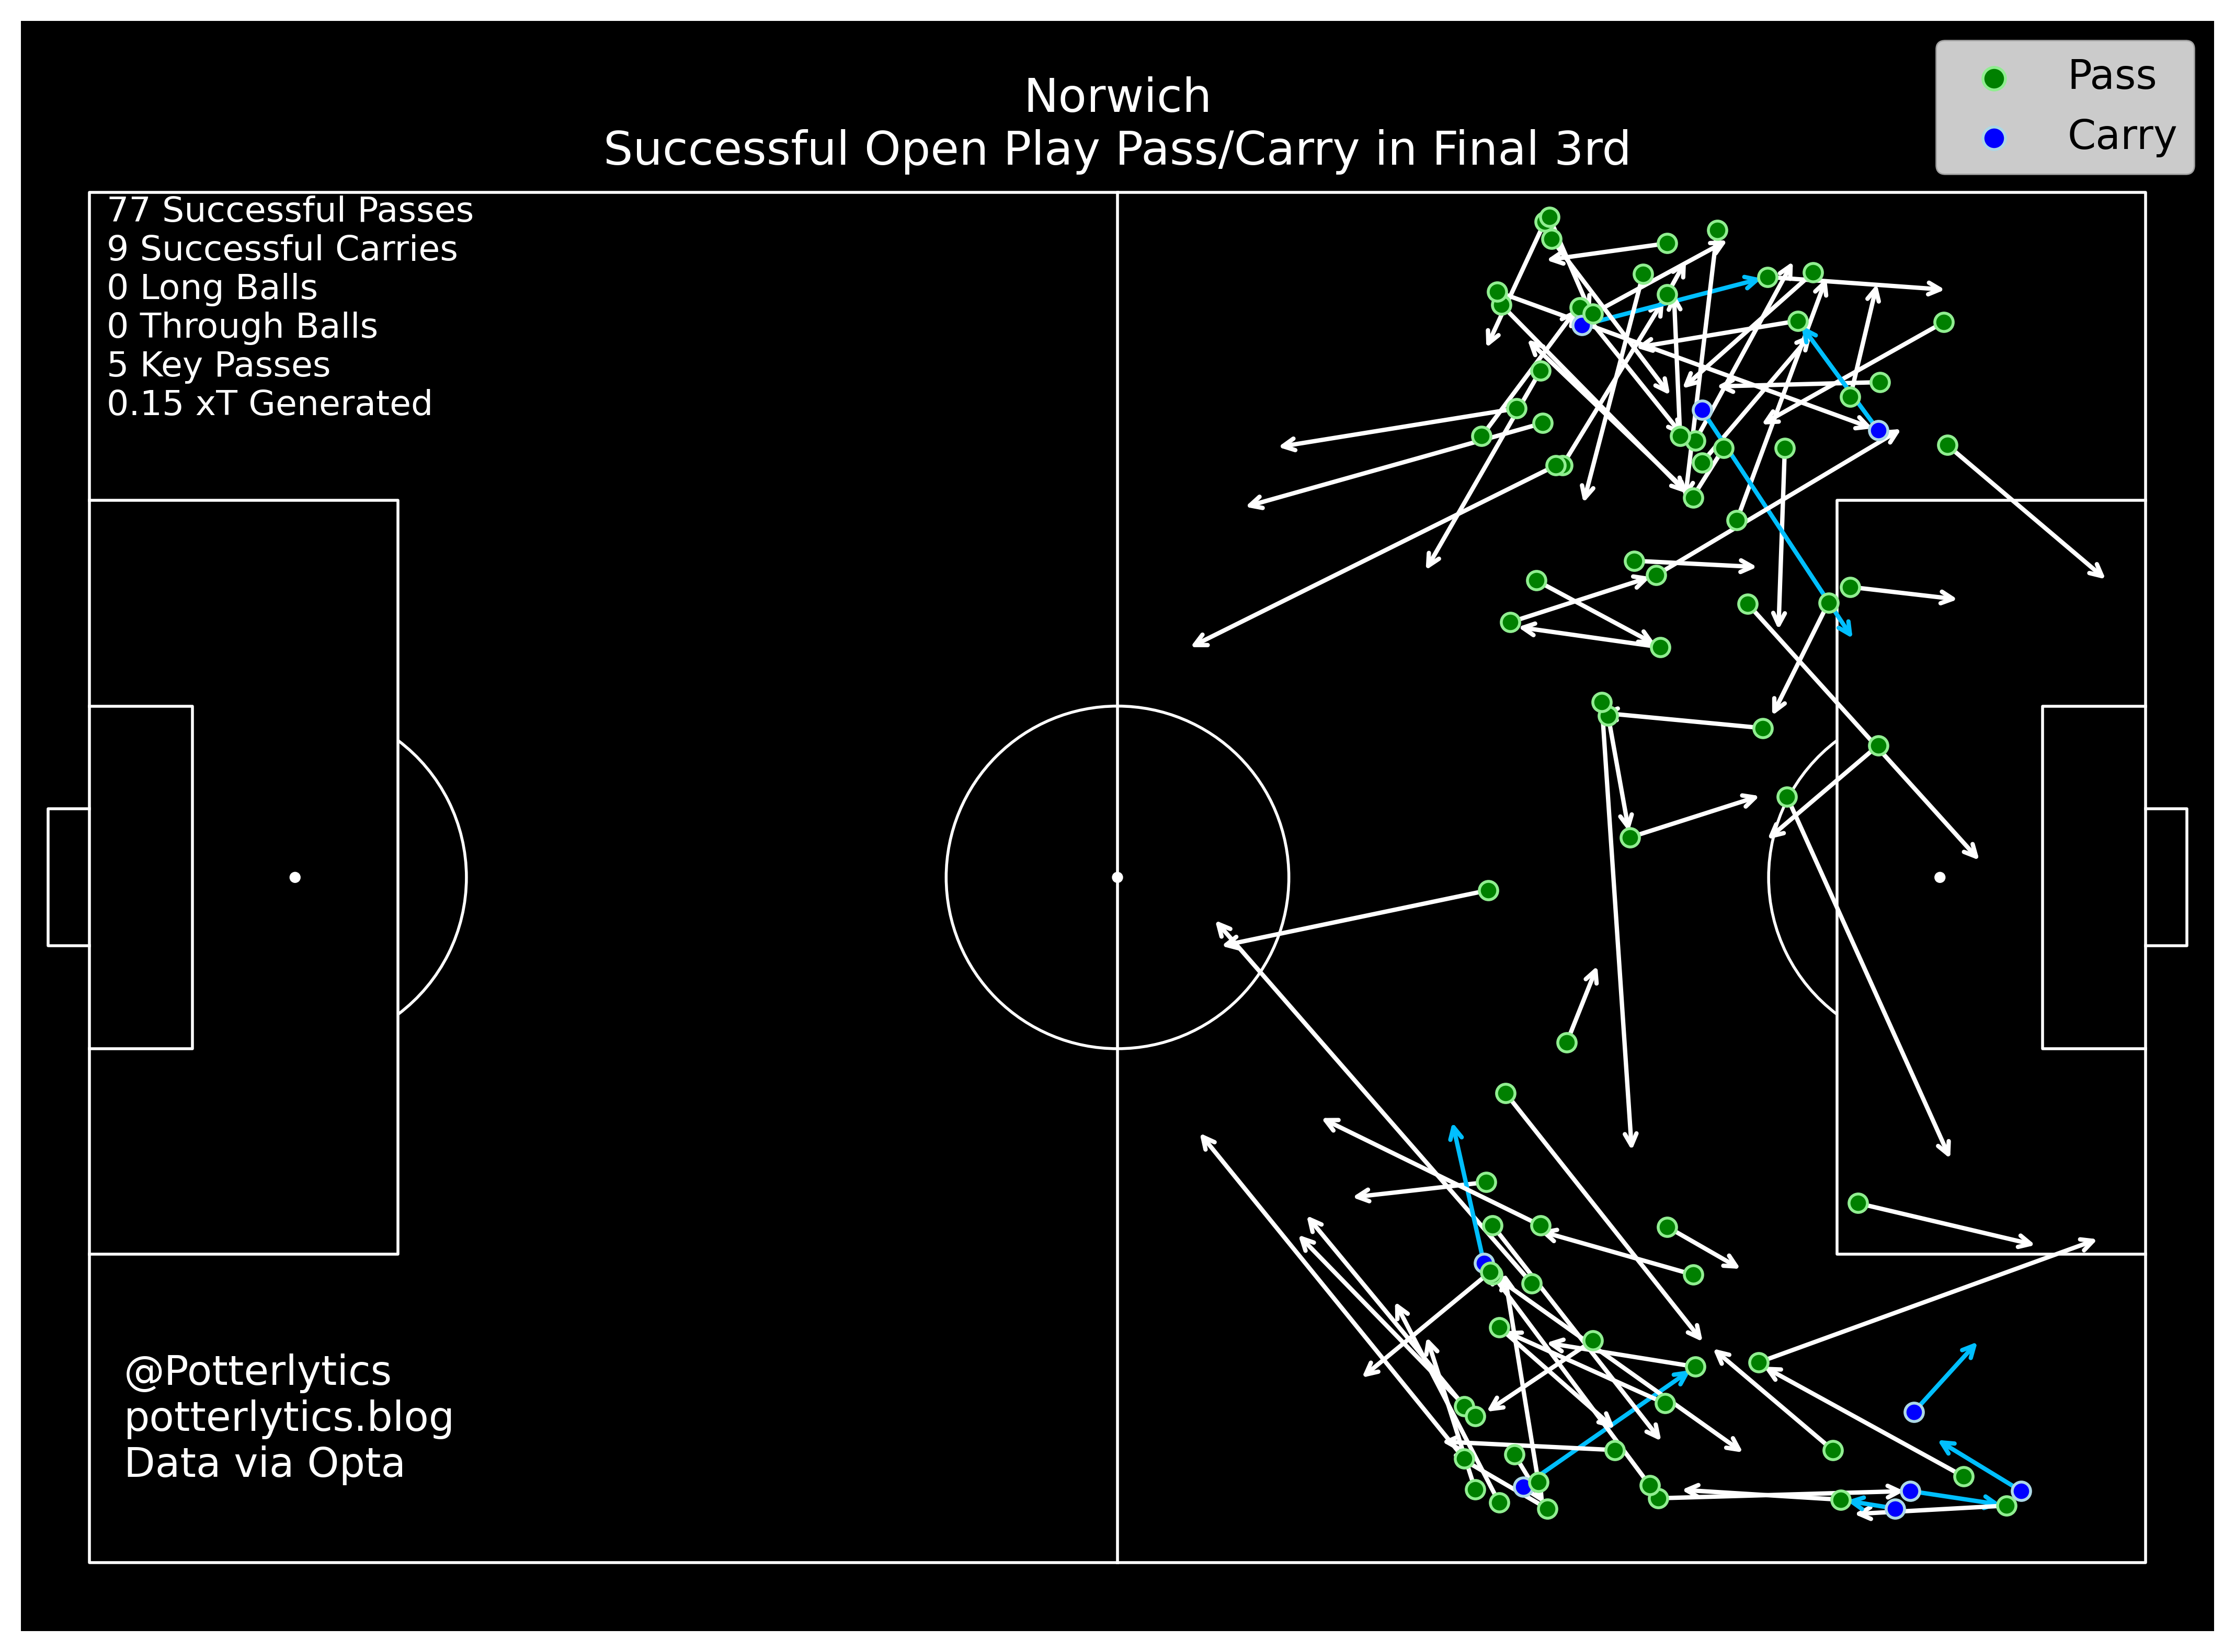 Norwich
Successful Open Play Pass/Carry in Final 3rd
Pass
Carry
77 Successful Passes
9 Successful Carries
0 Long Balls
0 Through Balls
5 Key Passes
0.15 xT Generated
@Potterlytics
potterlytics.blog
Data via Opta